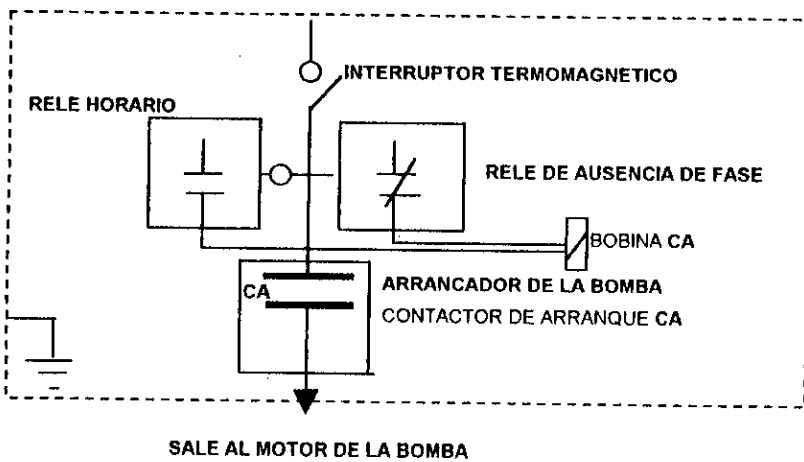 INTERRUPTOR TERMOMAGNETICO
RELE HORARIO
RELE DE AUSENCIA DE FASE
BOBINA CA
CA
ARRANCADOR DE LA BOMBA
CONTACTOR DE ARRANQUE CA
SALE AL MOTOR DE LA BOMBA